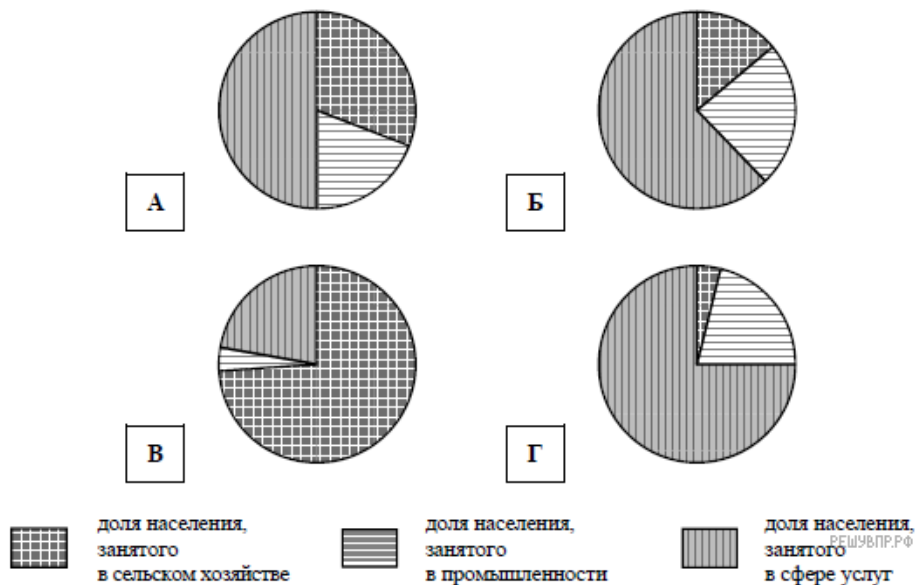 А
Б
В
Г
доля населения,
занятого
в сельском хозяйстве
доля населения,
занятого
в промышленности
доля населения,
занятого
в сфере услуг
РЕШУВПР.РФ